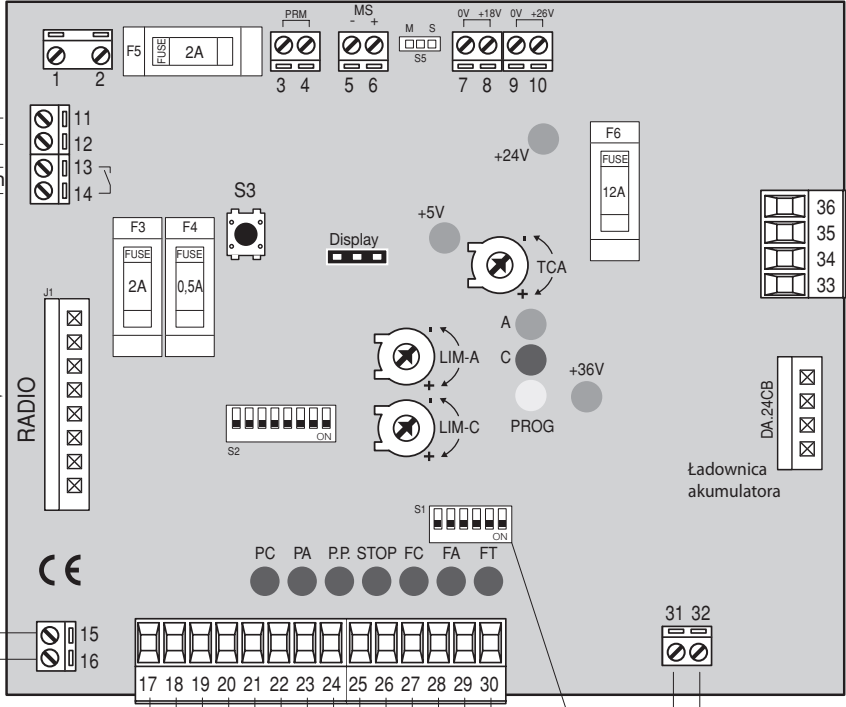 PRM
MS
- +
M S
S5
0V +18V 0V +26V
F5
FUSE
2A
1 2
3 4
5 6
7 8
9 10
11
12
13
14
S3
+24V
F6
FUSE
12A
+5V
36
35
34
33
F3
FUSE
2A
F4
FUSE
0,5A
Display
-
TCA
+
J1
RADIO
-
LIM-A
+
A
C
+36V
PROG
-
LIM-C
+
ON
S2
DA.24CB
Ładownica
akumulatora
S1
ON
PC PA P.P. STOP FC FA FT
CE
15
16
31 32
17 18 19 20 21 22 23 24 25 26 27 28 29 30